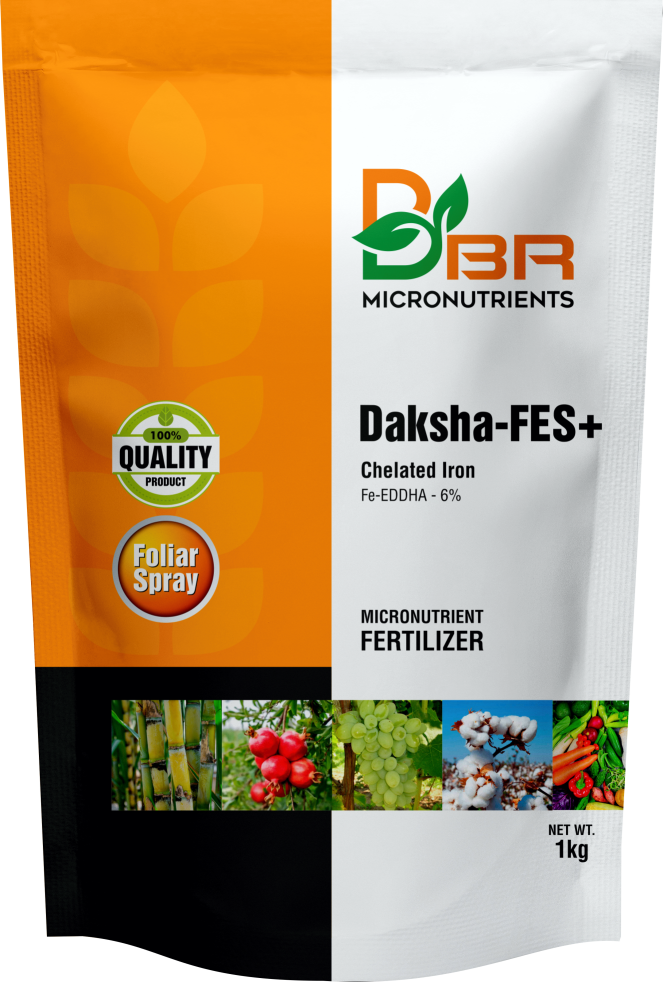 DBR
MICRONUTRIENTS
Daksha-FES+
Chelated Iron
Fe-EDDHA - 6%
100%
QUALITY
PRODUCT
Foliar
Spray
MICRONUTRIENT
FERTILIZER
NET WT.
1kg